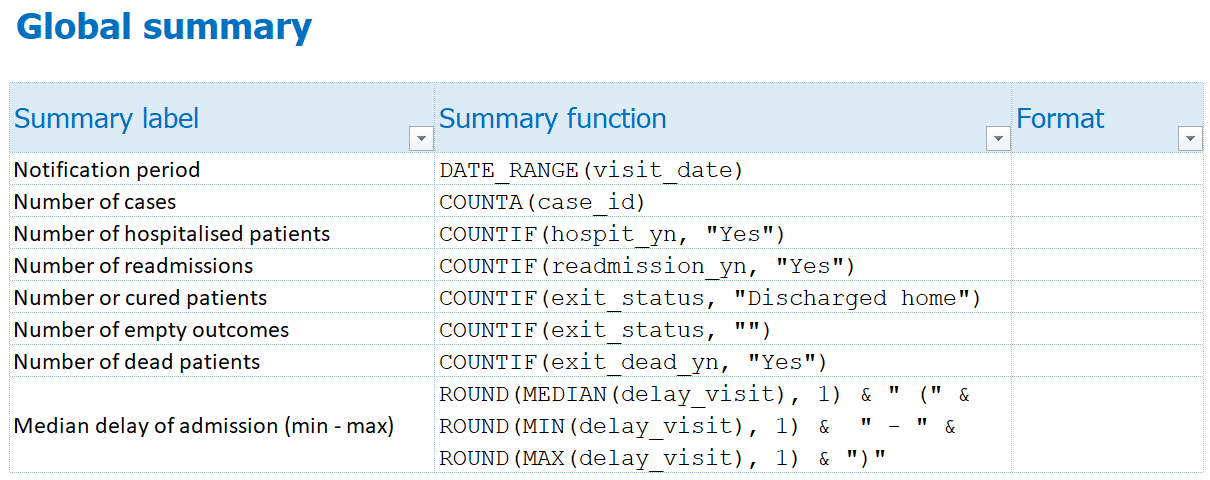 Global summary
Summary label Summary function Format
Notification period DATE_RANGE(visit_date)
Number of cases COUNTA(case_id)
Number of hospitalised patients COUNTIF(hospit_yn, "Yes")
Number of readmissions COUNTIF(readmission_yn, "Yes")
Number or cured patients COUNTIF(exit_status, "Discharged home")
Number of empty outcomes COUNTIF(exit_status, "")
Number of dead patients COUNTIF(exit_dead_yn, "Yes")
Median delay of admission (min - max) ROUND(MEDIAN(delay_visit), 1) & " (" &
ROUND(MIN(delay_visit), 1) &  " - " &
ROUND(MAX(delay_visit), 1) & ")"